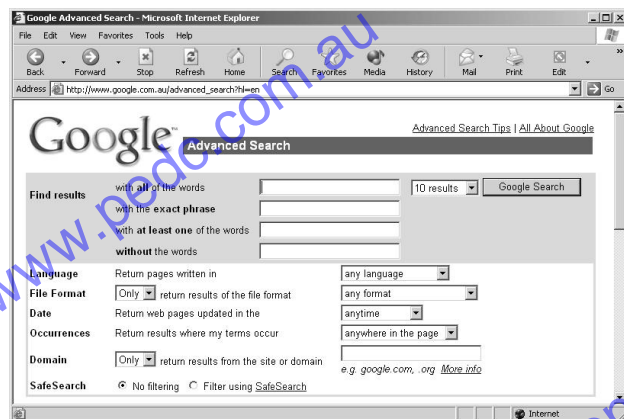 Google Advanced Search - Microsoft Internet Explorer
File Edit View Favorites Tools Help
Back Forward Stop Refresh Home Search Favorites Media History Mail Print Edit »
Address http://www.google.com.au/advanced_search?hl=en Go
Google™ Advanced Search
Advanced Search Tips | All About Google
Find results with all of the words 10 results Google Search
with the exact phrase
with at least one of the words
without the words
Language Return pages written in any language
File Format Only return results of the file format any format
Date Return web pages updated in the anytime
Occurrences Return results where my terms occur anywhere in the page
Domain Only return results from the site or domain
e.g. google.com, .org More info
SafeSearch No filtering Filter using SafeSearch
Internet
www.pedc.com.au